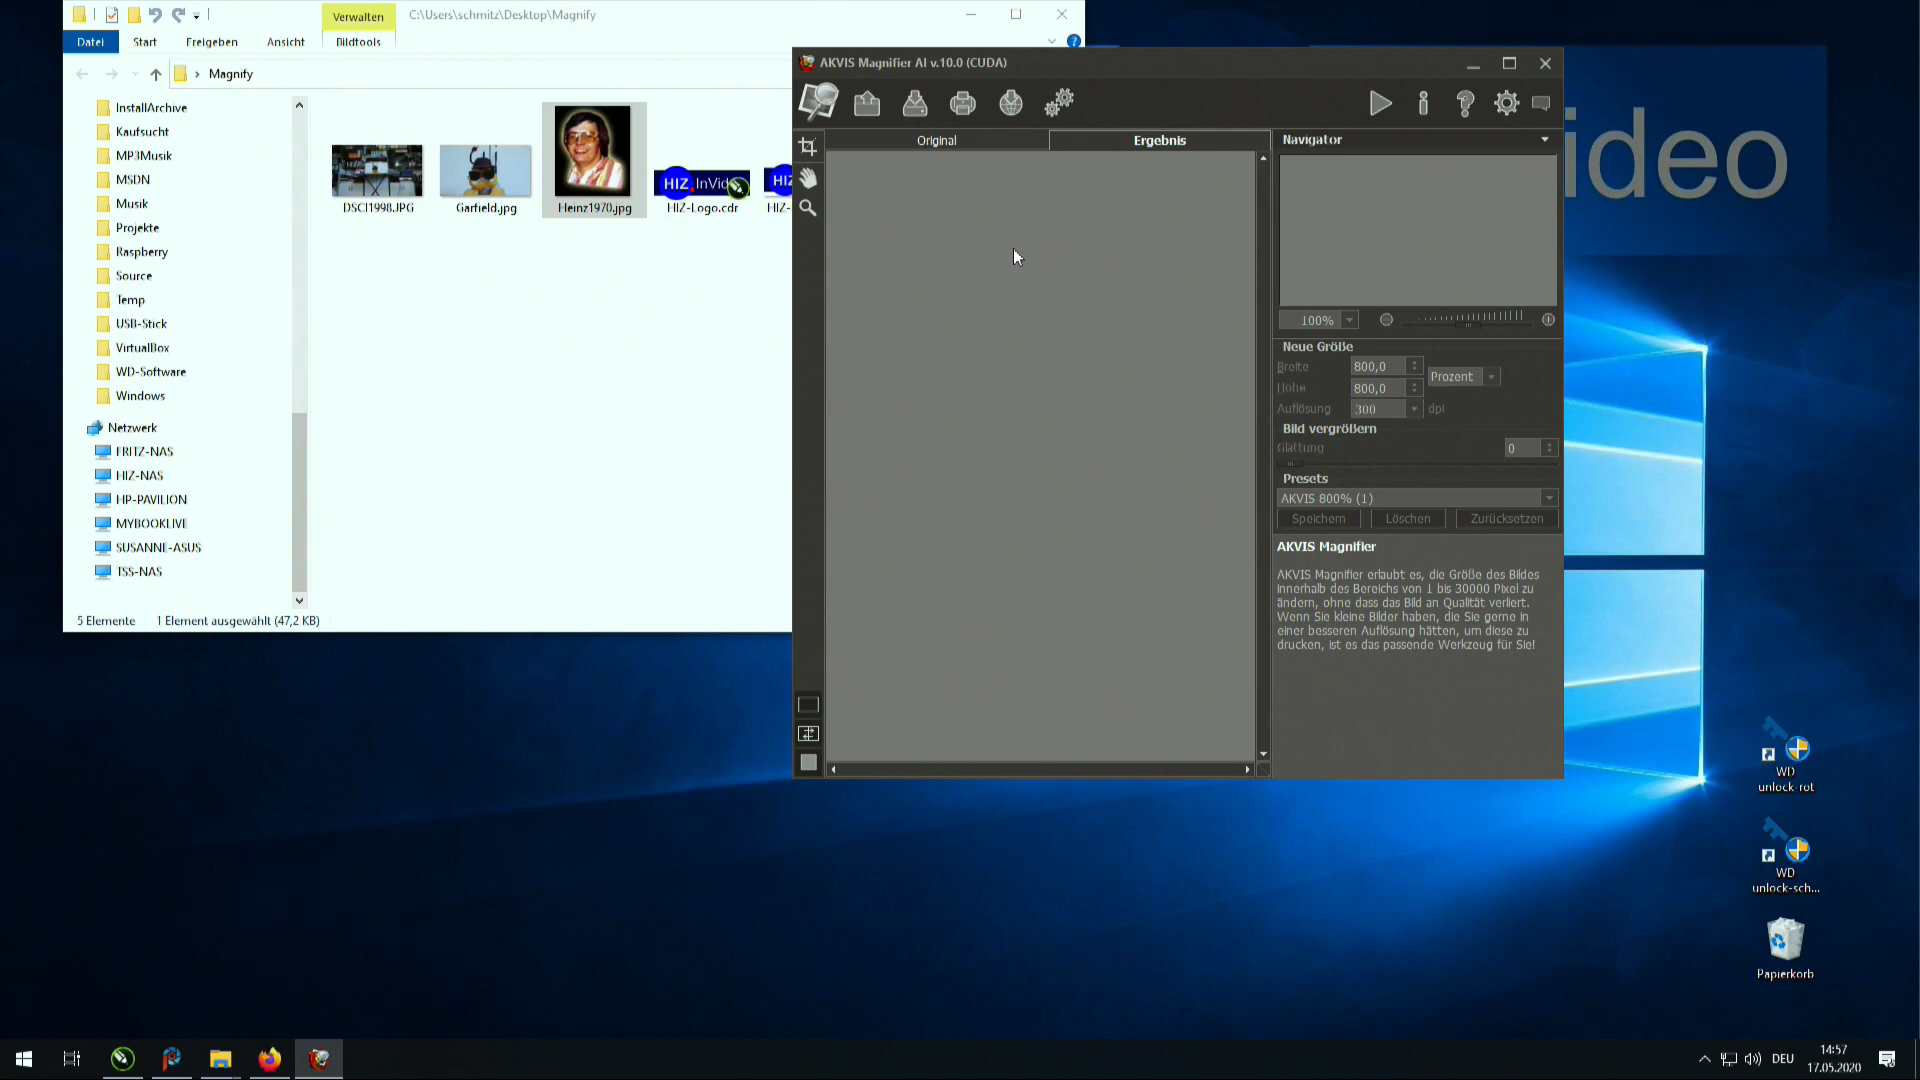 Verwalten
C:\Users\schmitz\Desktop\Magnify
Datei
Start
Freigeben
Ansicht
Bildtools
Magnify
InstallArchive
Kaufsucht
MP3Musik
MSDN
Musik
Projekte
Raspberry
Source
Temp
USB-Stick
VirtualBox
WD-Software
Windows
Netzwerk
FRITZ-NAS
HIZ-NAS
HP-PAVILION
MYBOOKLIVE
SUSANNE-ASUS
TSS-NAS
HIZ. InVid
HIZ
DSCI1998.JPG
Garfield.jpg
Heinz1970.jpg
HIZ-Logo.cdr
HIZ-
5 Elemente
1 Element ausgewählt (47,2 KB)
AKVIS Magnifier AI v.10.0 (CUDA)
Original
Ergebnis
Navigator
100%
Neue Größe
Breite
800,0
Prozent
Höhe
800,0
Auflösung
300
dpi
Bild vergrößern
Glättung
0
Presets
AKVIS 800% (1)
Speichern
Löschen
Zurücksetzen
AKVIS Magnifier
AKVIS Magnifier erlaubt es, die Größe des Bildes
innerhalb des Bereichs von 1 bis 30000 Pixel zu
ändern, ohne dass das Bild an Qualität verliert.
Wenn Sie kleine Bilder haben, die Sie gerne in
einer besseren Auflösung hätten, um diese zu
drucken, ist es das passende Werkzeug für Sie!
ideo
WD
unlock-rot
WD
unlock-sch...
Papierkorb
DEU
14:57
17.05.2020